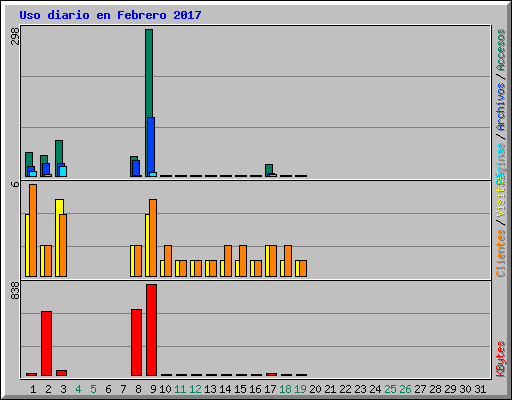 Uso diario en Febrero 2017
298
6
838
Accesos
/
Archivos
/
Páginas
Visitas
/
Clientes
KBytes
1 2 3 4 5 6 7 8 9 10 11 12 13 14 15 16 17 18 19 20 21 22 23 24 25 26 27 28 29 30 31